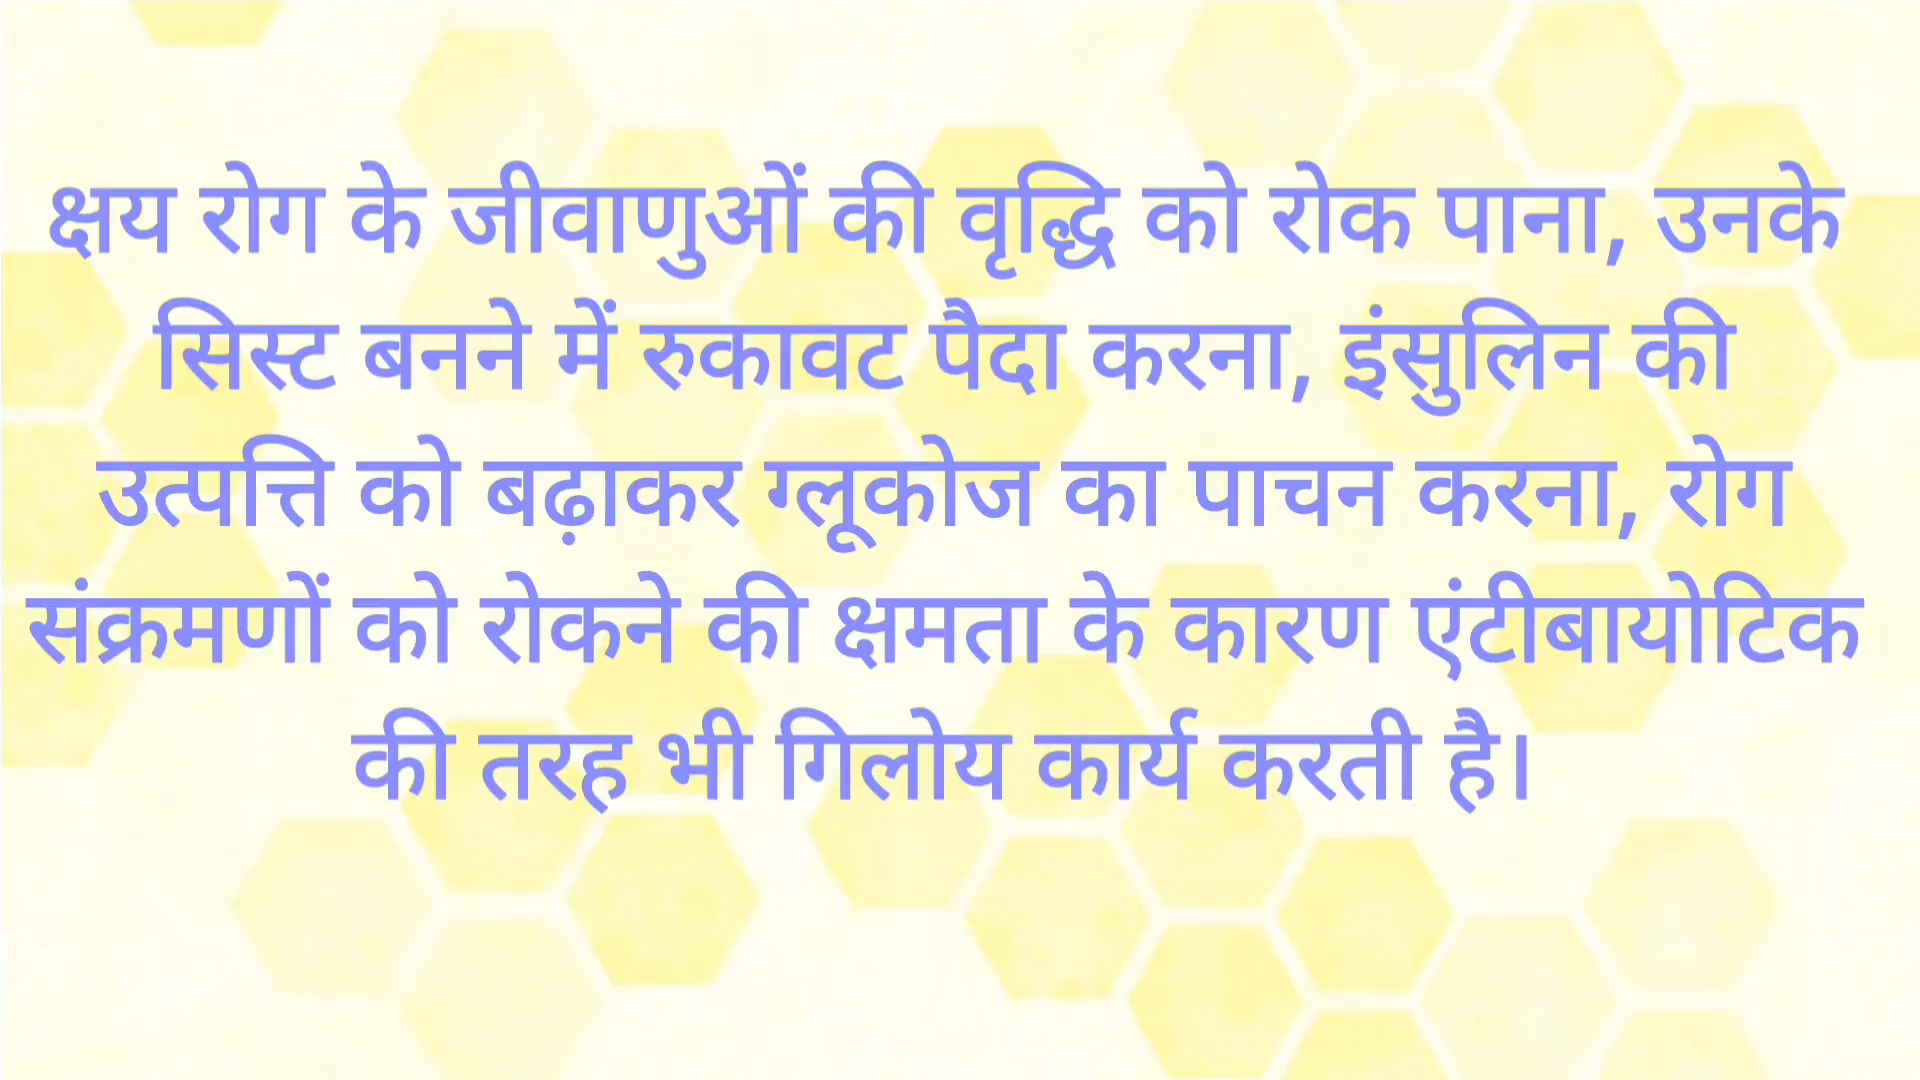 क्षय रोग के जीवाणुओं की वृद्धि को रोक पाना, उनके
सिस्ट बनने में रुकावट पैदा करना, इंसुलिन की
उत्पत्ति को बढ़ाकर ग्लूकोज का पाचन करना, रोग
संक्रमणों को रोकने की क्षमता के कारण एंटीबायोटिक
की तरह भी गिलोय कार्य करती है।